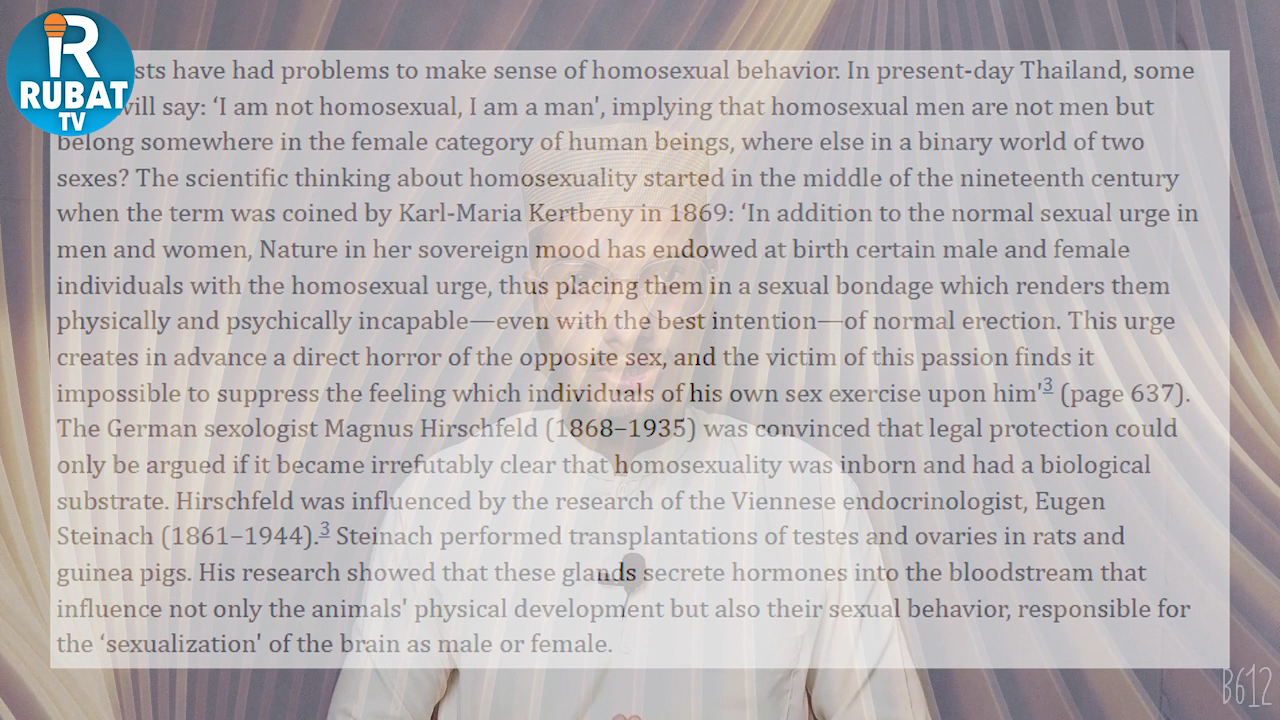 RUBAT
TV
sts have had problems to make sense of homosexual behavior. In present-day Thailand, some
will say: ‘I am not homosexual, I am a man', implying that homosexual men are not men but
belong somewhere in the female category of human beings, where else in a binary world of two
sexes? The scientific thinking about homosexuality started in the middle of the nineteenth century
when the term was coined by Karl-Maria Kertbeny in 1869: ‘In addition to the normal sexual urge in
men and women, Nature in her sovereign mood has endowed at birth certain male and female
individuals with the homosexual urge, thus placing them in a sexual bondage which renders them
physically and psychically incapable—even with the best intention—of normal erection. This urge
creates in advance a direct horror of the opposite sex, and the victim of this passion finds it
impossible to suppress the feeling which individuals of his own sex exercise upon him'3 (page 637).
The German sexologist Magnus Hirschfeld (1868–1935) was convinced that legal protection could
only be argued if it became irrefutably clear that homosexuality was inborn and had a biological
substrate. Hirschfeld was influenced by the research of the Viennese endocrinologist, Eugen
Steinach (1861–1944).3 Steinach performed transplantations of testes and ovaries in rats and
guinea pigs. His research showed that these glands secrete hormones into the bloodstream that
influence not only the animals' physical development but also their sexual behavior, responsible for
the ‘sexualization' of the brain as male or female.
B612